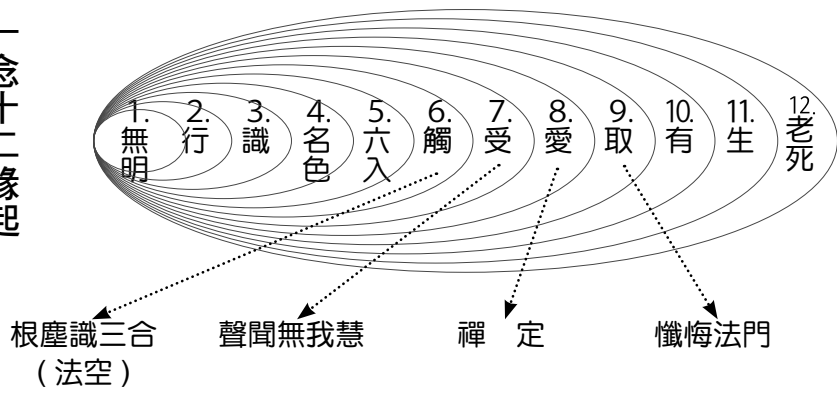 一念十二緣起
1. 無明
2. 行
3. 識
4. 名色
5. 六入
6. 觸
7. 受
8. 愛
9. 取
10. 有
11. 生
12. 老死
根塵識三合
（法空）
聲聞無我慧
禪 定
懺悔法門